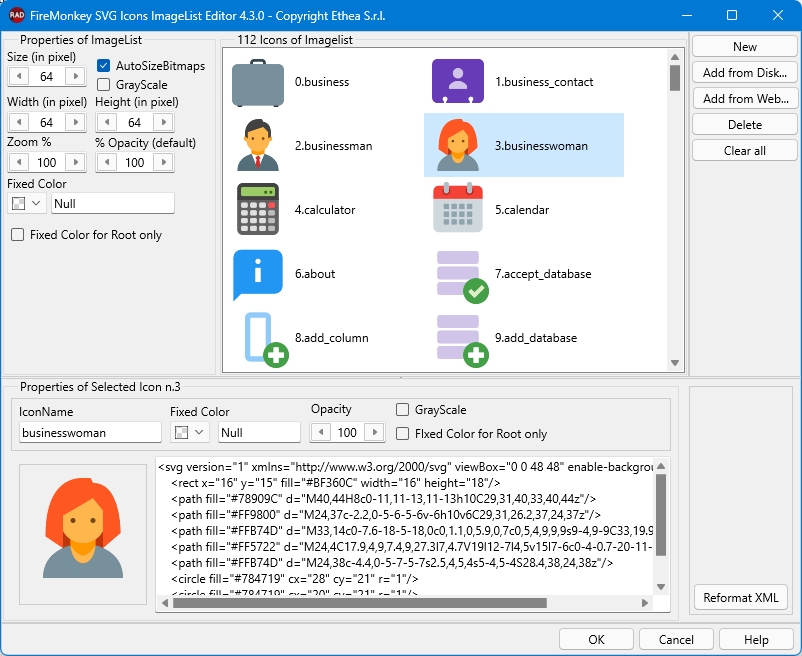 RAD FireMonkey SVG Icons ImageList Editor 4.3.0 - Copyright Ethea S.r.l.
Properties of ImageList
Size (in pixel)
64
AutoSizeBitmaps
GrayScale
Width (in pixel) Height (in pixel)
64 64
Zoom % % Opacity (default)
100 100
Fixed Color
Null
Fixed Color for Root only
112 Icons of Imagelist
0.business 1.business_contact
2.businessman 3.businesswoman
4.calculator 5.calendar
6.about 7.accept_database
8.add_column 9.add_database
New
Add from Disk...
Add from Web...
Delete
Clear all
Properties of Selected Icon n.3
IconName Fixed Color Opacity
businesswoman Null 100
GrayScale
FIxed Color for Root only
<svg version="1" xmlns="http://www.w3.org/2000/svg" viewBox="0 0 48 48" enable-backgrou
<rect x="16" y="15" fill="#BF360C" width="16" height="18"/>
<path fill="#78909C" d="M40,44H8c0-11,11-13,11-13h10C29,31,40,33,40,44z"/>
<path fill="#FF9800" d="M24,37c-2.2,0-5-6-5-6v-6h10v6C29,31,26.2,37,24,37z"/>
<path fill="#FFB74D" d="M33,14c0-7.6-18-5-18,0c0,1.1,0,5.9,0,7c0,5,4,9,9,9s9-4,9-9C33,19.9
<path fill="#FF5722" d="M24,4C17.9,4,9,7.4,9,27.3l7,4.7V19l12-7l4,5v15l7-6c0-4-0.7-20-11-
<path fill="#FFB74D" d="M24,38c-4.4,0-5-7-5-7s2.5,4,5,4s5-4,5-4S28.4,38,24,38z"/>
<circle fill="#784719" cx="28" cy="21" r="1"/>
<circle fill="#784719" cx="20" cy="21" r="1"/>
Reformat XML
OK Cancel Help